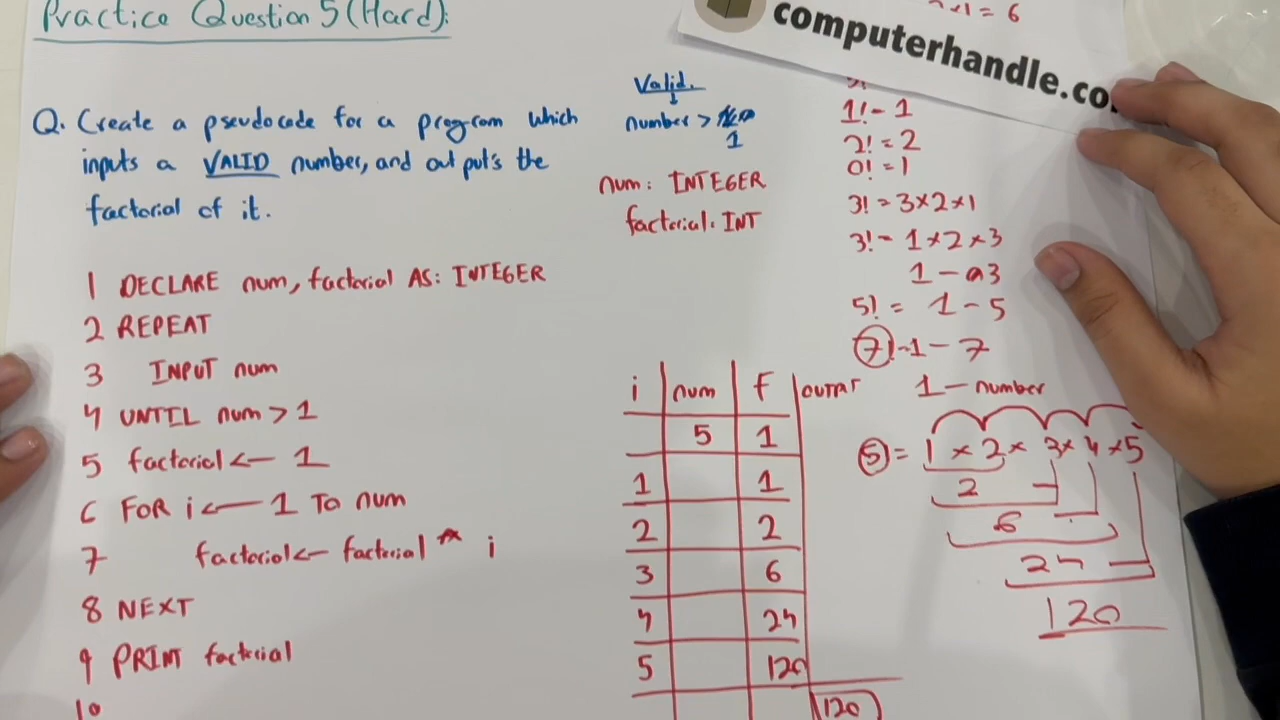 Practice Question 5 (Hard):
Q. Create a pseudocode for a program which
inputs a VALID number, and out put's the
factorial of it.
1 DECLARE num, factorial AS: INTEGER
2 REPEAT
3 INPUT num
4 UNTIL num > 1
5 factorial <— 1
6 FOR i <— 1 TO num
7 factorial <— factorial * i
8 NEXT
9 PRINT factorial
10
Valid.
number >
1
num: INTEGER
factorial: INT
i num F OUTPUT
5 1
1 1
2 2
3 6
4 24
5 120
120
×1 = 6
computerhandle.co
1! - 1
2! = 2
0! = 1
3! = 3×2×1
3! - 1×2×3
1 - a3
5! = 1 - 5
7! - 1 - 7
1 - number
5 = 1 × 2 × 3 × 4 × 5
2
6
24
120